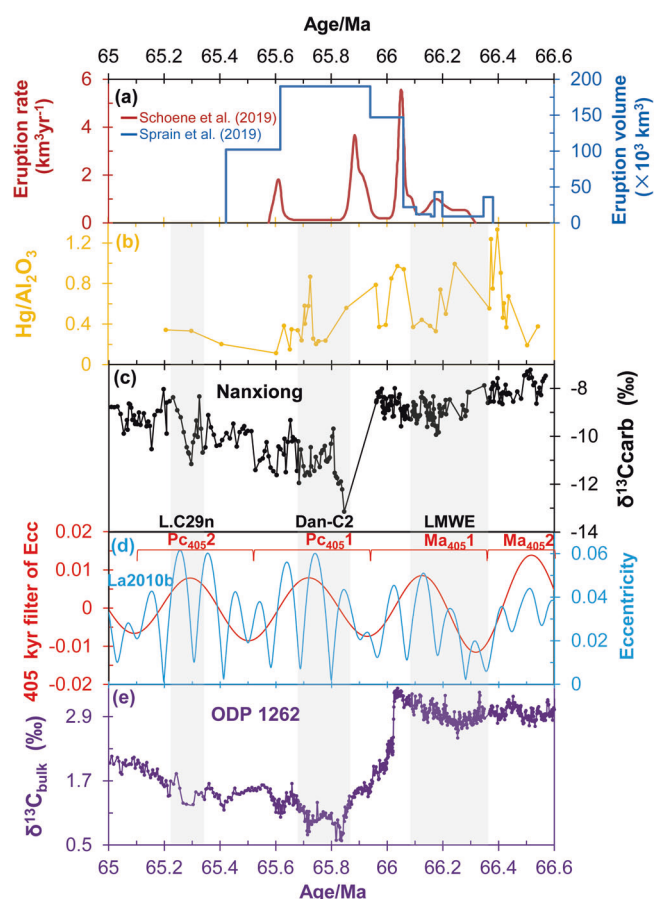 Age/Ma
65 65.2 65.4 65.6 65.8 66 66.2 66.4 66.6
(a)
Schoene et al. (2019)
Sprain et al. (2019)
Eruption rate
(km³yr⁻¹)
6
4
2
0
200
150
100
50
0
Eruption volume
(×10³ km³)
(b)
Hg/Al₂O₃
1.2
0.8
0.4
0
(c)
Nanxiong
-8
-10
-12
-14
δ¹³Ccarb (‰)
L.C29n Dan-C2 LMWE
0.02
0.01
0
-0.01
-0.02
405 kyr filter of Ecc
(d)
Pc₄₀₅2 Pc₄₀₅1 Ma₄₀₅1 Ma₄₀₅2
La2010b
0.06
0.04
0.02
0
Eccentricity
(e)
ODP 1262
2.9
1.7
0.5
δ¹³C_bulk (‰)
65 65.2 65.4 65.6 65.8 66 66.2 66.4 66.6
Age/Ma